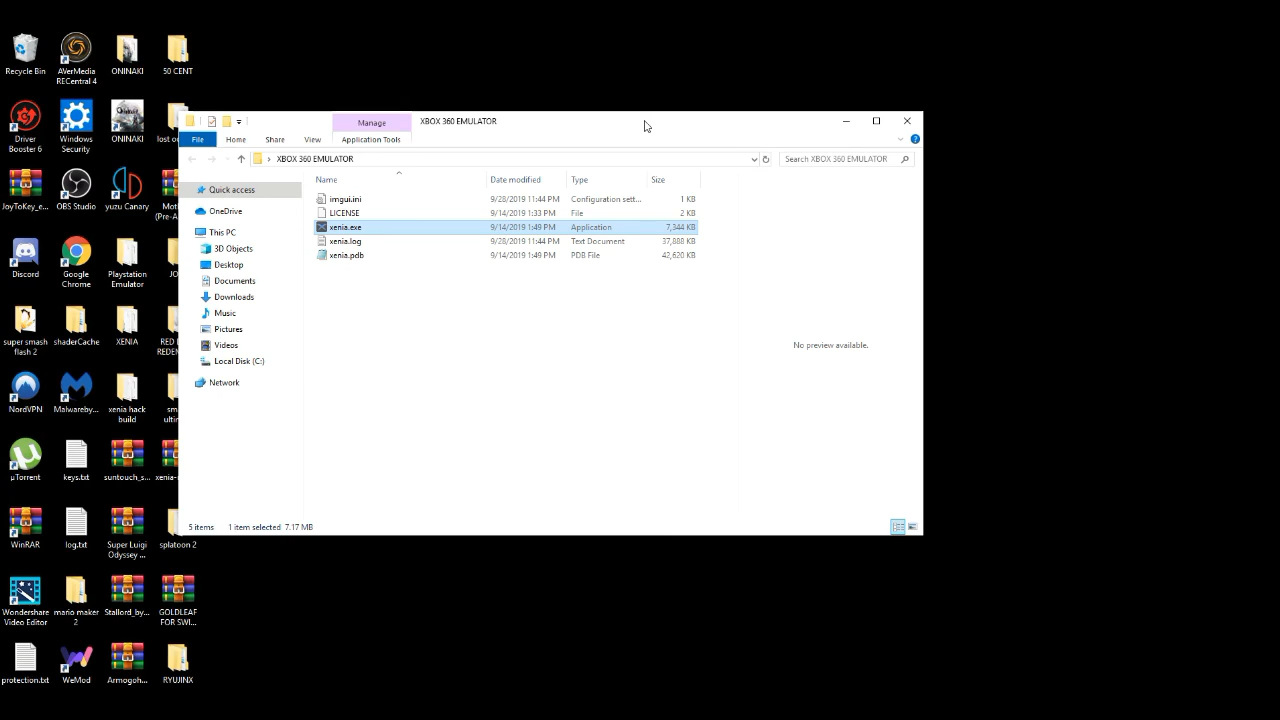 Recycle Bin
AVerMedia
RECentral 4
ONINAKI
50 CENT
Driver
Booster 6
Windows
Security
ONINAKI
lost
JoyToKey_e...
OBS Studio
yuzu Canary
(Pre-A
Discord
Google
Chrome
Playstation
Emulator
super smash
flash 2
shaderCache
XENIA
RED
NordVPN
Malwareby...
xenia hack
build
µTorrent
keys.txt
suntouch_s...
xenia-
WinRAR
log.txt
Super Luigi
Odyssey ...
splatoon 2
Wondershare
Video Editor
mario maker
2
Stallord_by...
GOLDLEAF
FOR SWI...
protection.txt
WeMod
Armogoh...
RYUJINX
Manage
XBOX 360 EMULATOR
File
Home
Share
View
Application Tools
XBOX 360 EMULATOR
Search XBOX 360 EMULATOR
Name
Date modified
Type
Size
imgui.ini
9/28/2019 11:44 PM
Configuration sett...
1 KB
LICENSE
9/14/2019 1:33 PM
File
2 KB
xenia.exe
9/14/2019 1:49 PM
Application
7,344 KB
xenia.log
9/28/2019 11:44 PM
Text Document
37,888 KB
xenia.pdb
9/14/2019 1:49 PM
PDB File
42,620 KB
Quick access
OneDrive
This PC
3D Objects
Desktop
Documents
Downloads
Music
Pictures
Videos
Local Disk (C:)
Network
No preview available.
5 items
1 item selected 7.17 MB